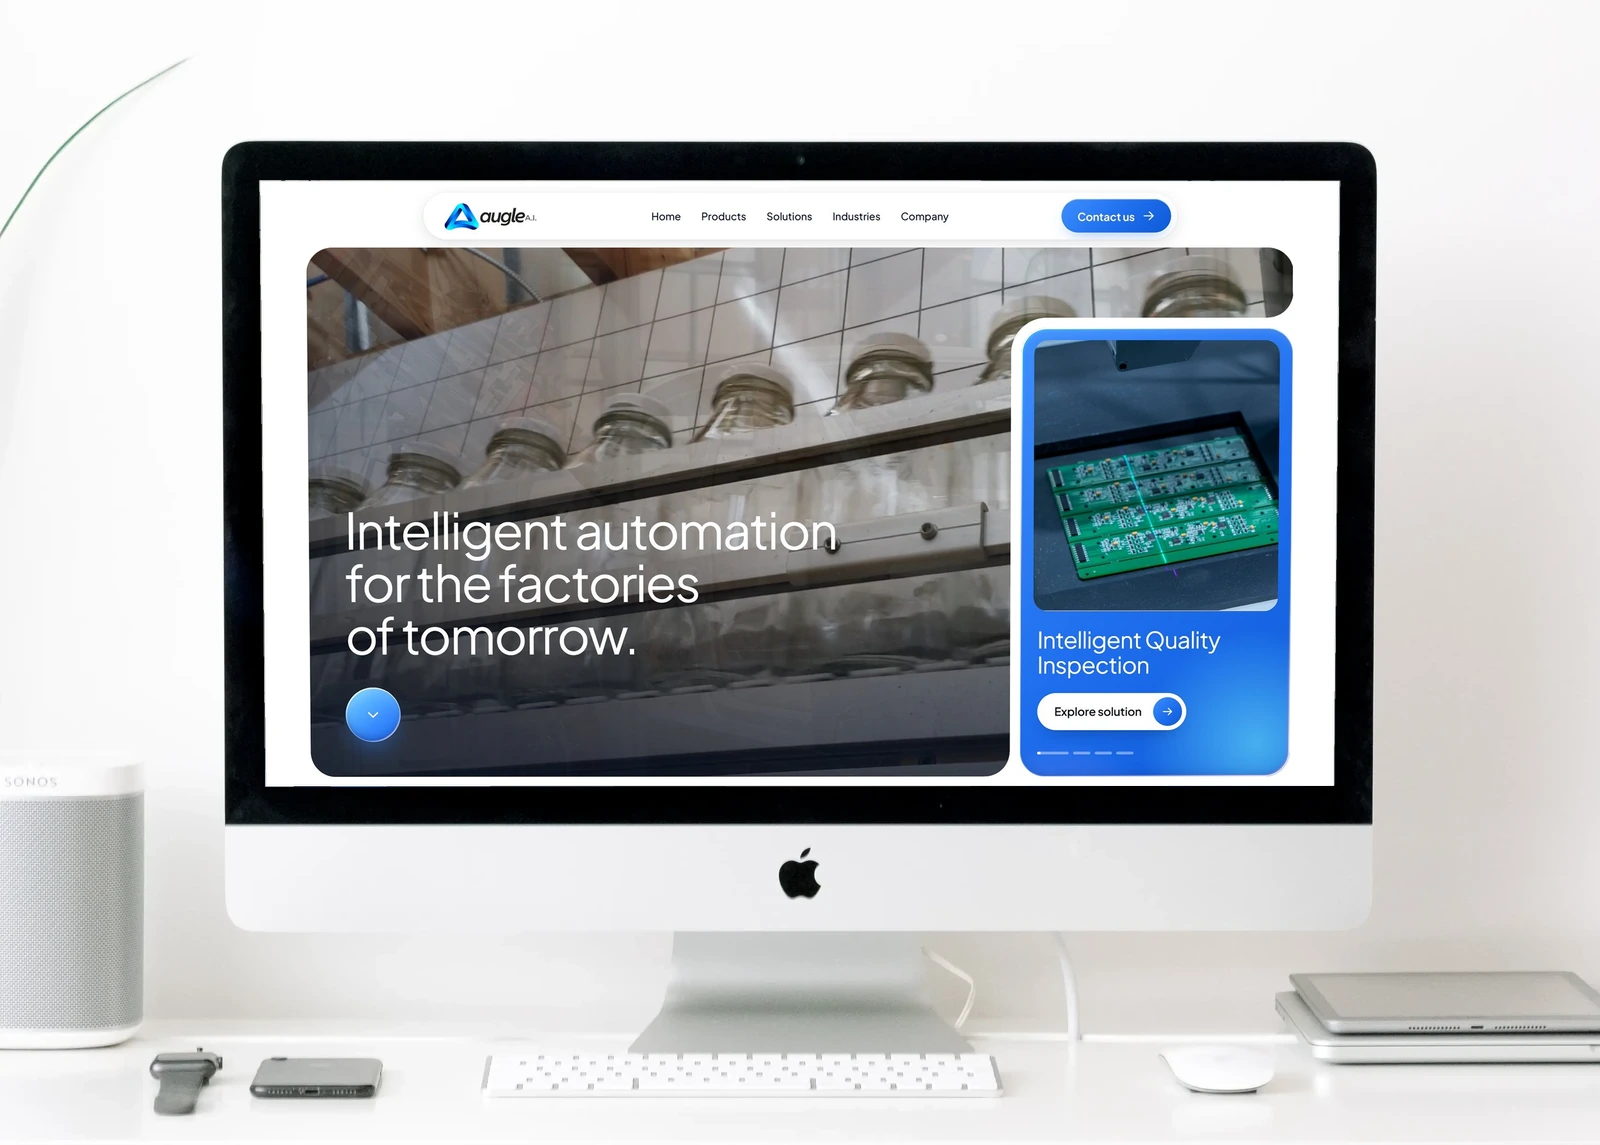 augle A.I.
Home Products Solutions Industries Company
Contact us
Intelligent automation
for the factories
of tomorrow.
Intelligent Quality
Inspection
Explore solution
SONOS